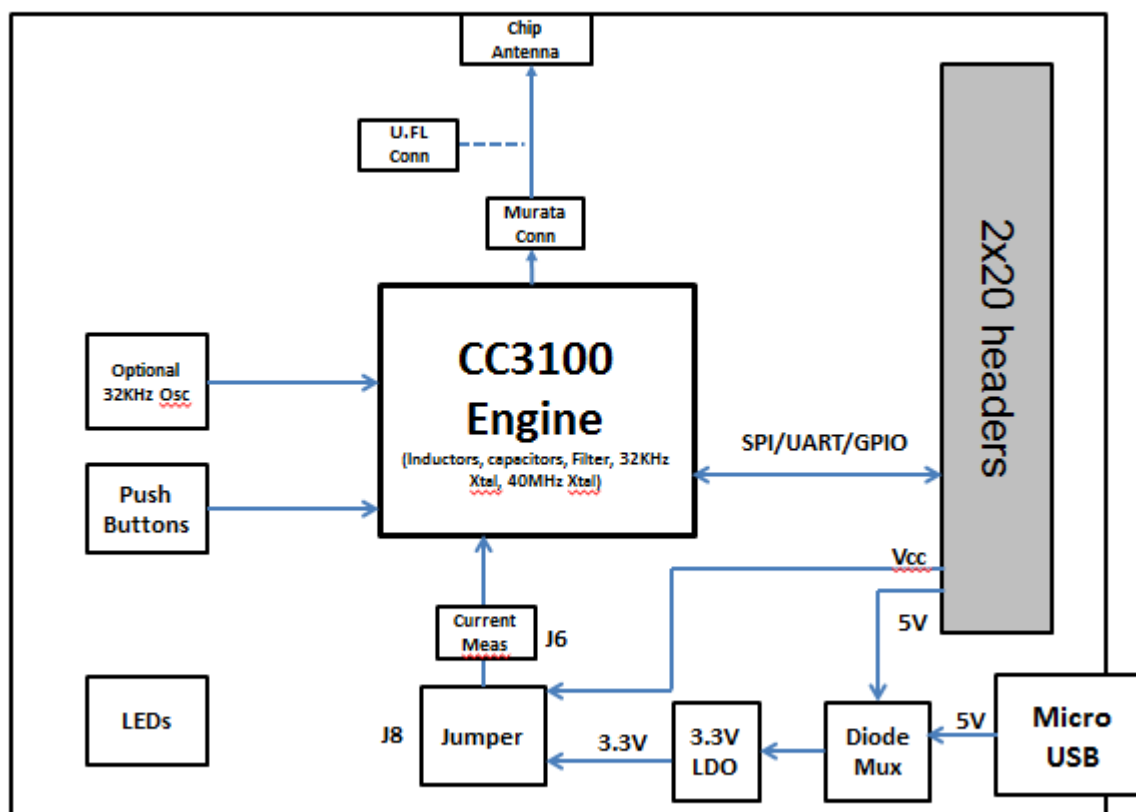 Chip
Antenna
U.FL
Conn
Murata
Conn
2x20 headers
CC3100
Engine
(Inductors, capacitors, Filter, 32KHz
Xtal, 40MHz Xtal)
Optional
32KHz Osc
SPI/UART/GPIO
Push
Buttons
Vcc
5V
Current
Meas
J6
LEDs
J8
Jumper
3.3V
3.3V
LDO
Diode
Mux
5V
Micro
USB